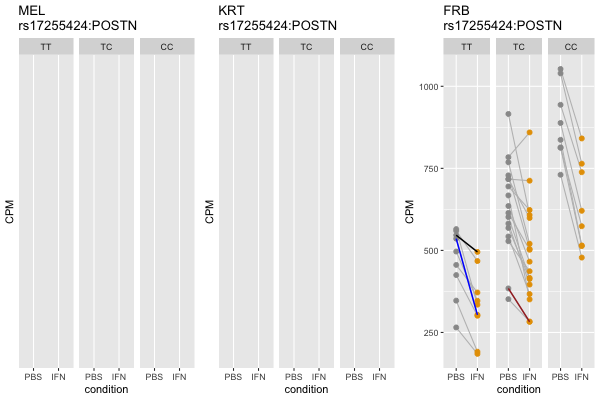 MEL
rs17255424:POSTN
TT TC CC
CPM
PBS IFN PBS IFN PBS IFN
condition
KRT
rs17255424:POSTN
TT TC CC
CPM
PBS IFN PBS IFN PBS IFN
condition
FRB
rs17255424:POSTN
TT TC CC
1000
750
500
250
CPM
PBS IFN PBS IFN PBS IFN
condition